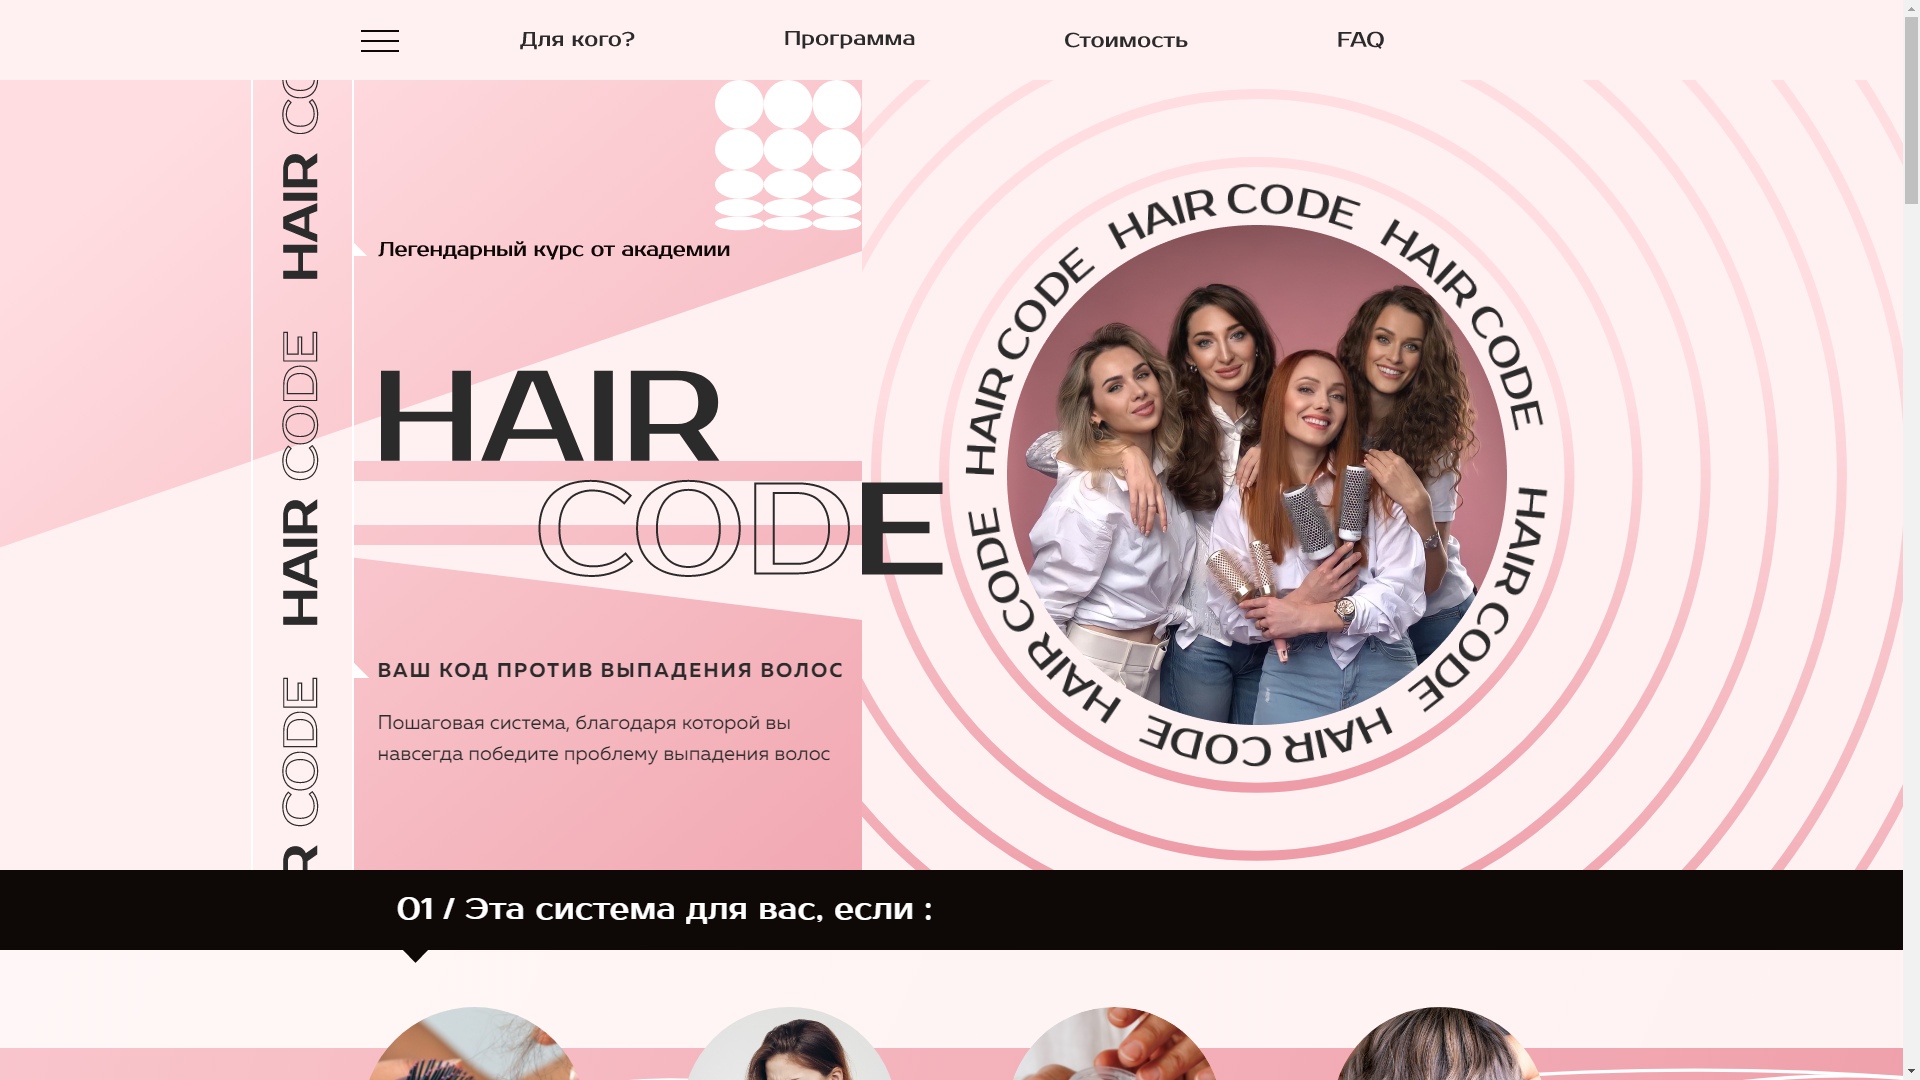 Для кого?
Программа
Стоимость
FAQ
HAIR CODE
HAIR CODE
HAIR CODE
Легендарный курс от академии
HAIR
CODE
ВАШ КОД ПРОТИВ ВЫПАДЕНИЯ ВОЛОС
Пошаговая система, благодаря которой вы
навсегда победите проблему выпадения волос
HAIR CODE
HAIR CODE
HAIR CODE
HAIR CODE
HAIR CODE
HAIR CODE
01 / Эта система для вас, если :